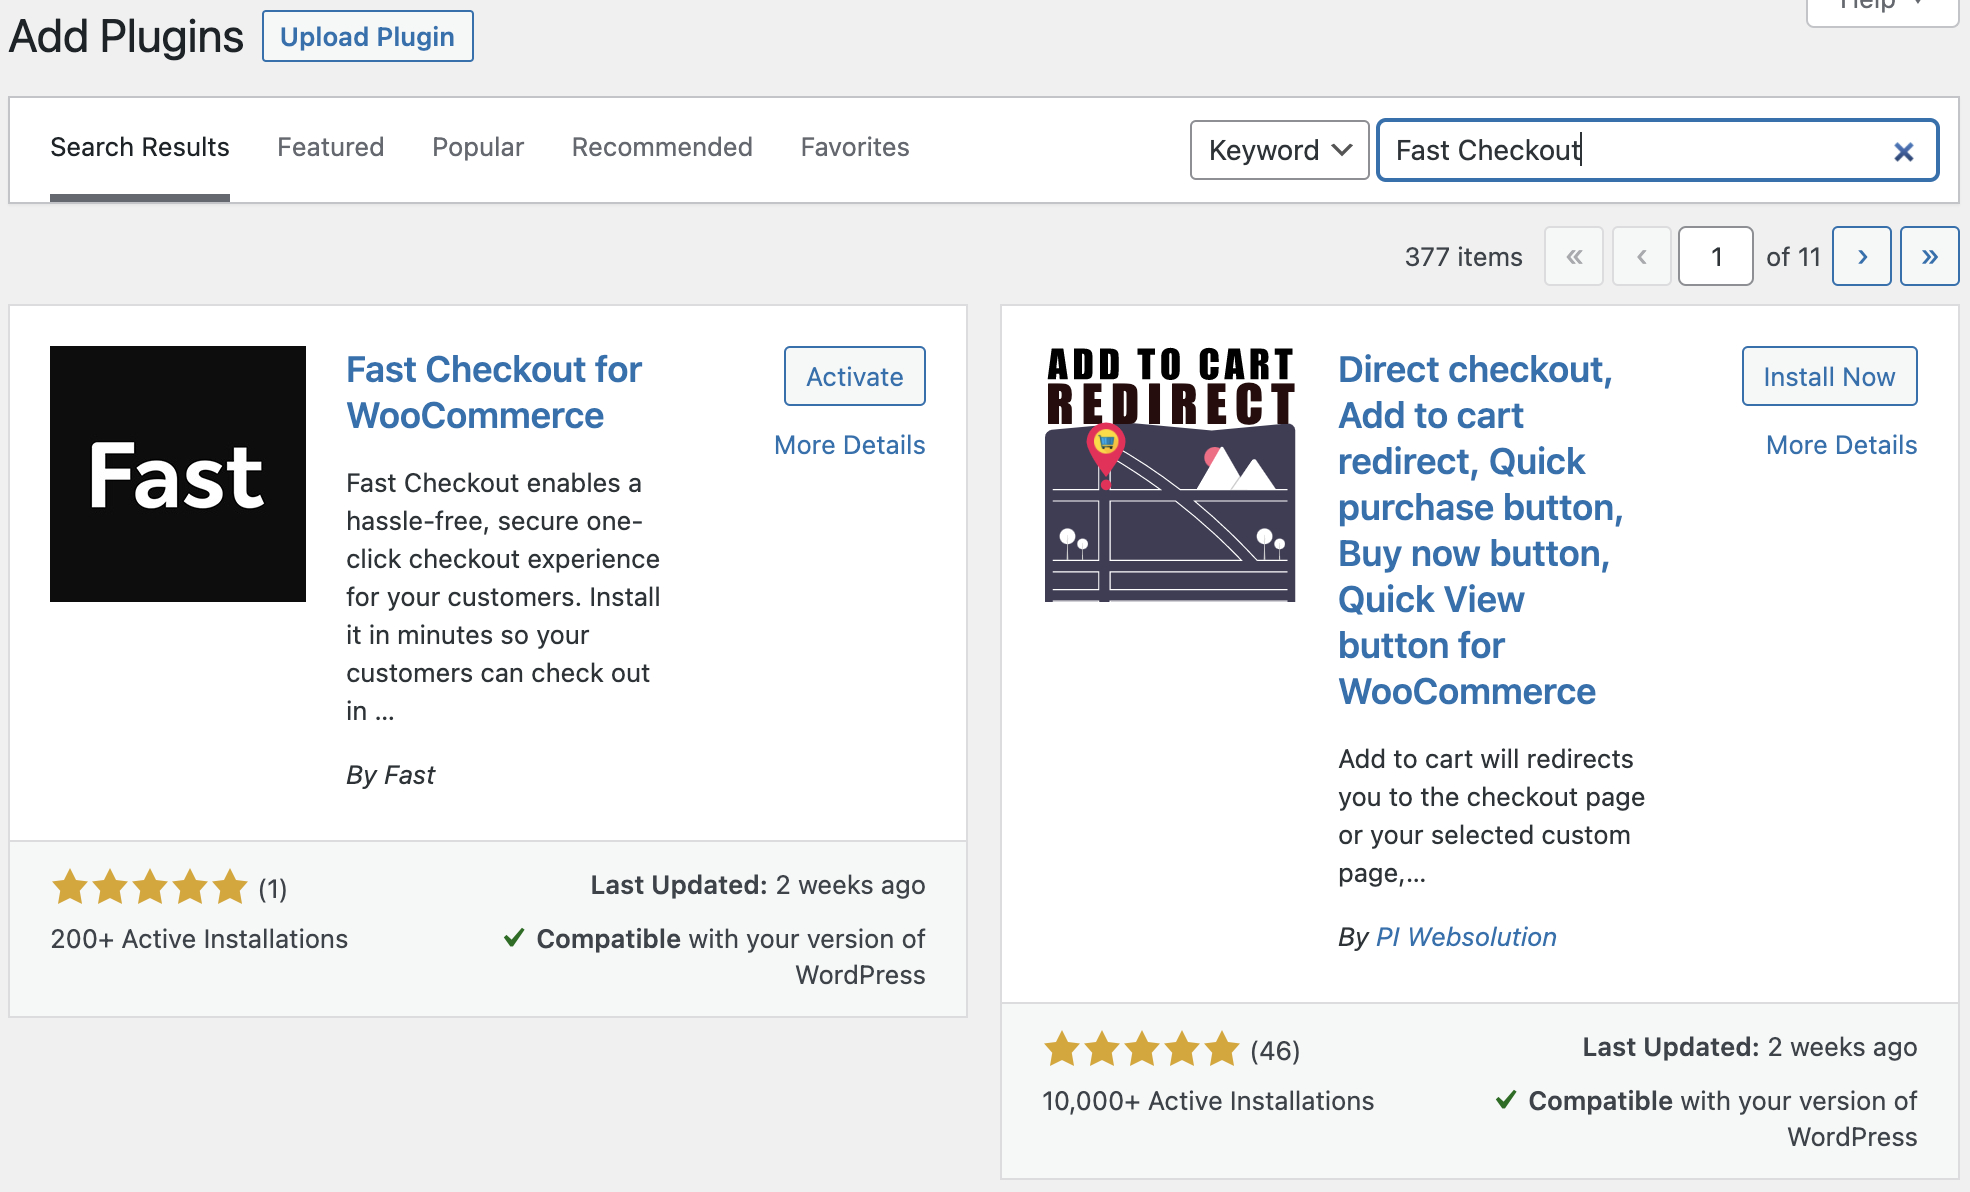 Help
Add Plugins
Upload Plugin
Search Results
Featured
Popular
Recommended
Favorites
Keyword
Fast Checkout
377 items
«
‹
1
of 11
›
»
Fast
Fast Checkout for
WooCommerce
Activate
More Details
Fast Checkout enables a
hassle-free, secure one-
click checkout experience
for your customers. Install
it in minutes so your
customers can check out
in ...
By Fast
(1)
Last Updated: 2 weeks ago
200+ Active Installations
Compatible with your version of
WordPress
ADD TO CART
REDIRECT
Direct checkout,
Add to cart
redirect, Quick
purchase button,
Buy now button,
Quick View
button for
WooCommerce
Install Now
More Details
Add to cart will redirects
you to the checkout page
or your selected custom
page,...
By PI Websolution
(46)
Last Updated: 2 weeks ago
10,000+ Active Installations
Compatible with your version of
WordPress